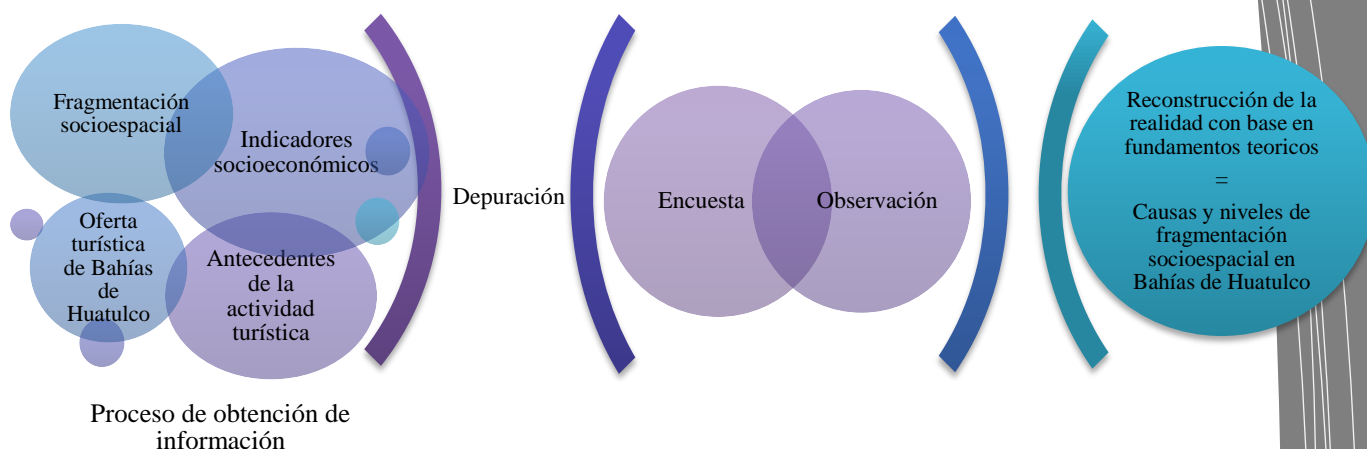 Fragmentación
socioespacial
Indicadores
socioeconómicos
Oferta
turística
de Bahías
de
Huatulco
Antecedentes
de la
actividad
turística
Proceso de obtención de
información
Depuración
Encuesta
Observación
Reconstrucción de la
realidad con base en
fundamentos teoricos
=
Causas y niveles de
fragmentación
socioespacial en
Bahías de Huatulco